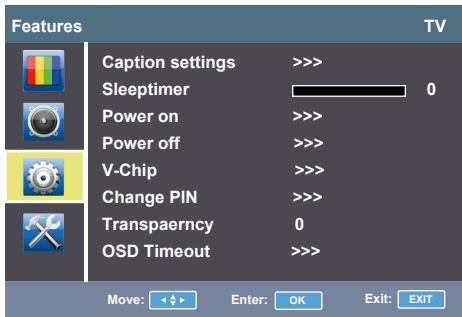 Features TV
Caption settings >>>
Sleeptimer 0
Power on >>>
Power off >>>
V-Chip >>>
Change PIN >>>
Transpaerncy 0
OSD Timeout >>>
Move: Enter: OK Exit: EXIT